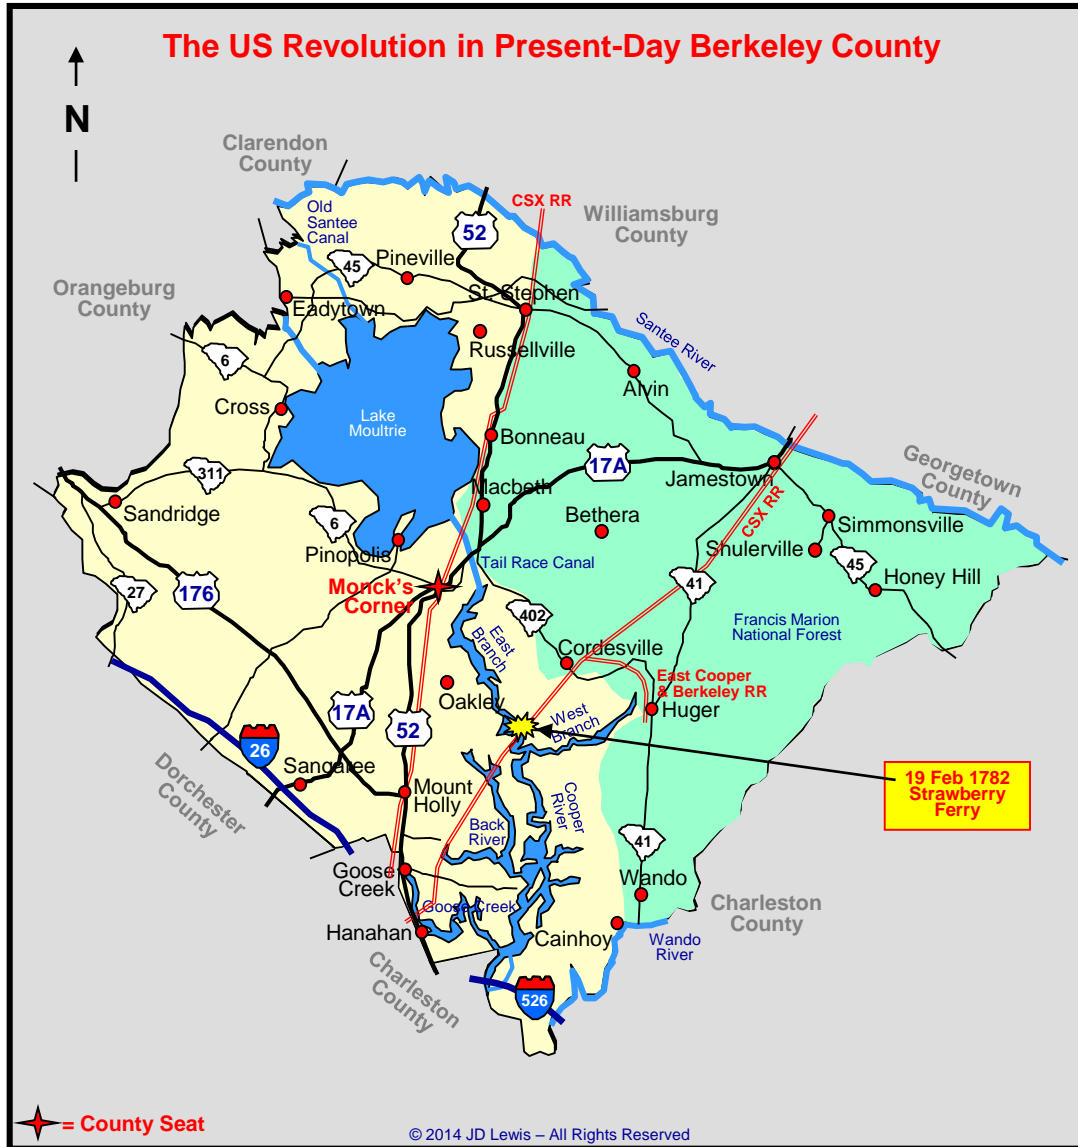 The US Revolution in Present-Day Berkeley County
N
Clarendon
County
CSX RR
Williamsburg
County
Old
Santee
Canal
52
45
Pineville
Orangeburg
County
Eadytown
St. Stephen
Russellville
Santee River
6
Alvin
Cross
Lake
Moultrie
Bonneau
17A
Georgetown
County
311
Jamestown
Macbeth
CSX RR
Sandridge
6
Bethera
Simmonsville
Pinopolis
Shulerville
Tail Race Canal
45
Honey Hill
176
27
Monck's
Corner
41
402
Francis Marion
National Forest
East
Branch
Cordesville
East Cooper
& Berkeley RR
Oakley
Huger
17A
52
West
Branch
26
Sangaree
19 Feb 1782
Strawberry
Ferry
Dorchester
County
Mount
Holly
Cooper
River
Back
River
41
Goose
Creek
Wando
Goose Creek
Charleston
County
Hanahan
Cainhoy
Wando
River
Charleston
County
526
= County Seat
© 2014 JD Lewis – All Rights Reserved